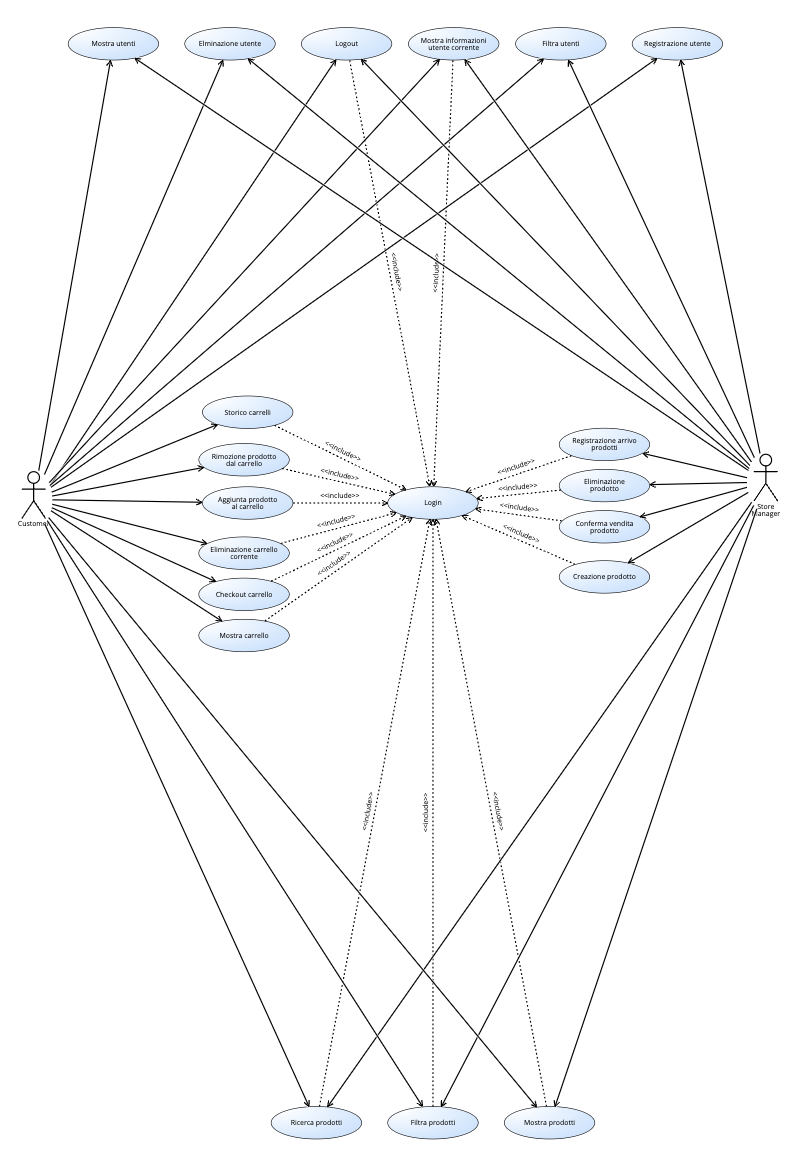 Mostra utenti
Elminazione utente
Logout
Mostra informazioni
utente corrente
Filtra utenti
Registrazione utente
<<include>>
<<include>>
Storico carrelli
Rimozione prodotto
dal carrello
Aggiunta prodotto
al carrello
Eliminazione carrello
corrente
Checkout carrello
Mostra carrello
<<include>>
<<include>>
<<include>>
<<include>>
<<include>>
<<include>>
Customer
Login
<<include>>
<<include>>
<<include>>
<<include>>
Registrazione arrivo
prodotti
Eliminazione
prodotto
Conferma vendita
prodotto
Creazione prodotto
Store
Manager
<<include>>
<<include>>
<<include>>
Ricerca prodotti
Filtra prodotti
Mostra prodotti